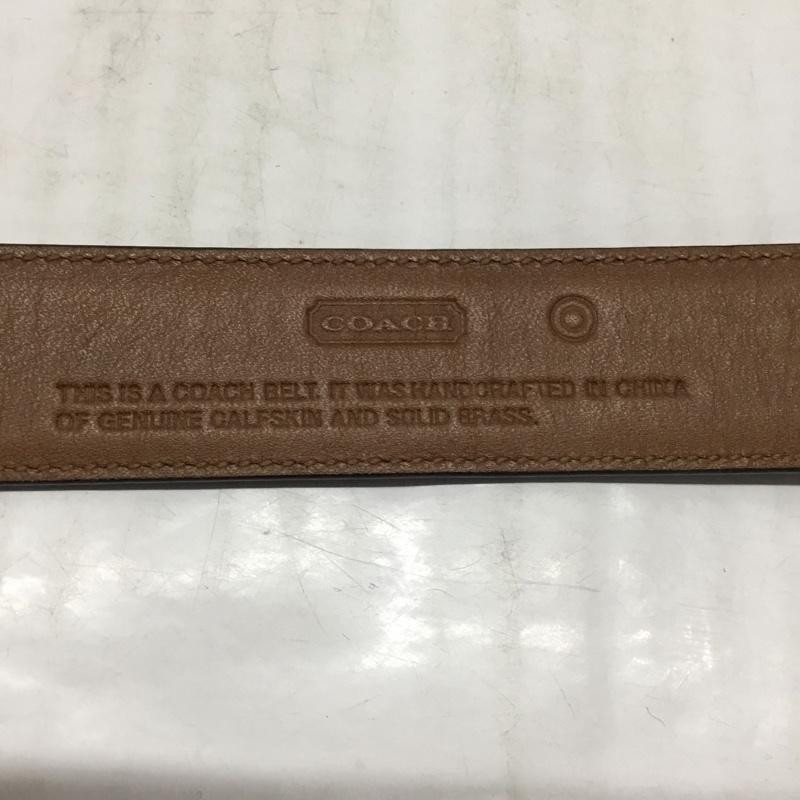 COACH
THIS IS A COACH BELT. IT WAS HANDCRAFTED IN CHINA
OF GENUINE CALFSKIN AND SOLID BRASS.